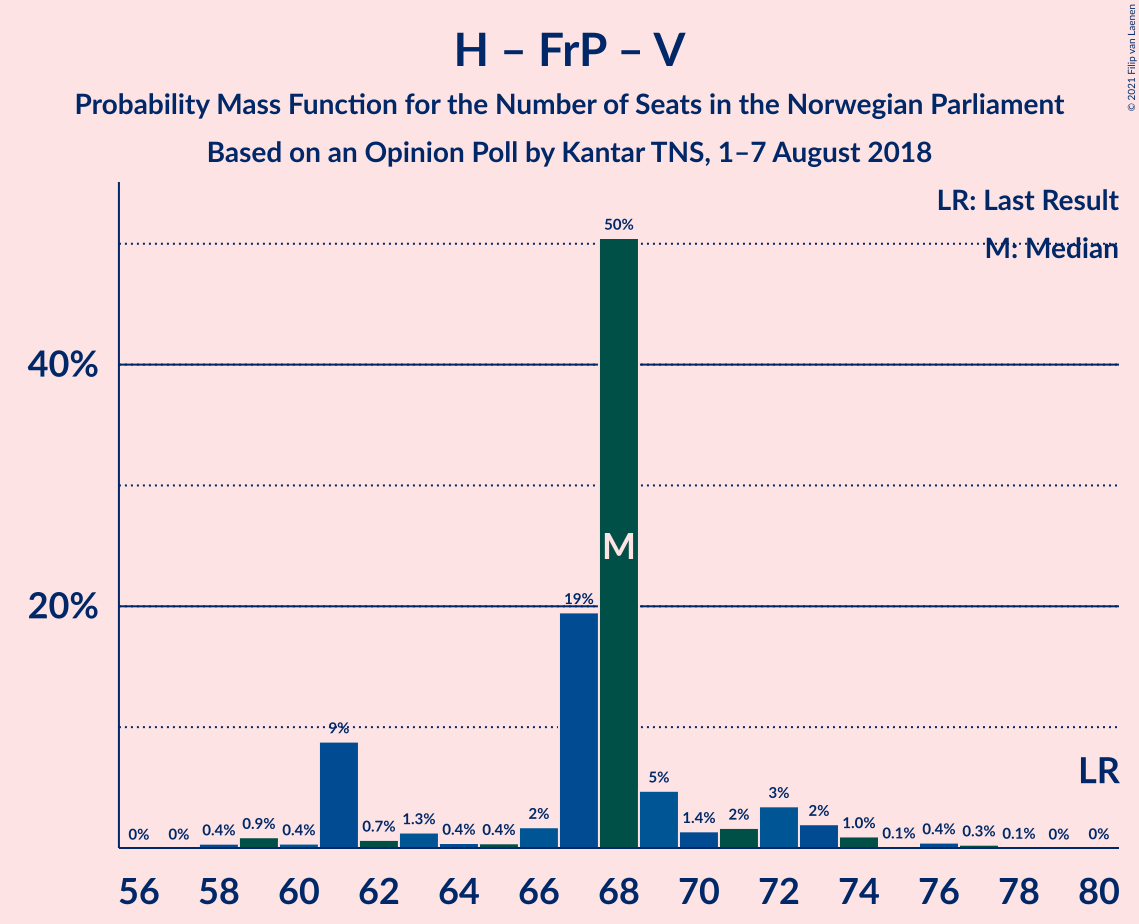 H – FrP – V
Probability Mass Function for the Number of Seats in the Norwegian Parliament
Based on an Opinion Poll by Kantar TNS, 1–7 August 2018
© 2021 Filip van Laenen
LR: Last Result
M: Median
40%
20%
0% 0% 0.4% 0.9% 0.4% 9% 0.7% 1.3% 0.4% 0.4% 2% 19% 50% 5% 1.4% 2% 3% 2% 1.0% 0.1% 0.4% 0.3% 0.1% 0% 0%
M
LR
56 58 60 62 64 66 68 70 72 74 76 78 80